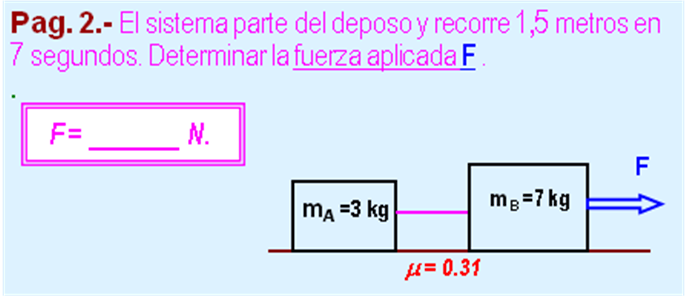 Pag. 2.- El sistema parte del deposo y recorre 1,5 metros en
7 segundos. Determinar la fuerza aplicada F .
.
F= ______ N.
F
mA =3 kg
mB =7 kg
μ= 0.31